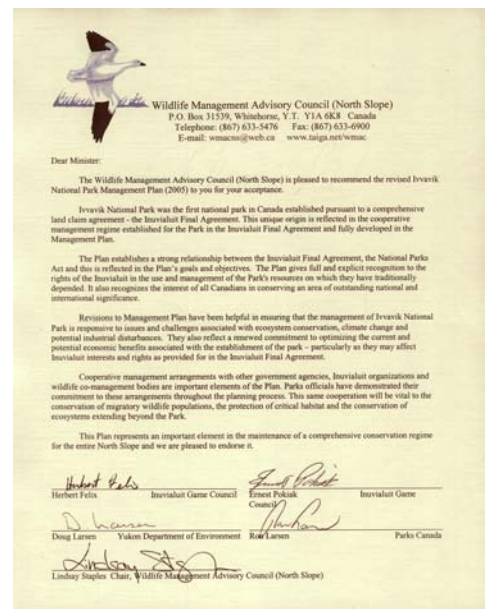 Wildlife Management Advisory Council (North Slope)
P.O. Box 31539, Whitehorse, Y.T. Y1A 6K8 Canada
Telephone: (867) 633-5476 Fax: (867) 633-6900
E-mail: wmacns@web.ca www.taiga.net/wmac
Dear Minister:
The Wildlife Management Advisory Council (North Slope) is pleased to recommend the revised Ivvavik
National Park Management Plan (2005) to you for your acceptance.
Ivvavik National Park was the first national park in Canada established pursuant to a comprehensive
land claim agreement - the Inuvialuit Final Agreement. This unique origin is reflected in the cooperative
management regime established for the Park in the Inuvialuit Final Agreement and fully developed in the
Management Plan.
The Plan establishes a strong relationship between the Inuvialuit Final Agreement, the National Parks
Act and this is reflected in the Plan's goals and objectives. The Plan gives full and explicit recognition to the
rights of the Inuvialuit in the use and management of the Park's resources on which they have traditionally
depended. It also recognizes the interest of all Canadians in conserving an area of outstanding national and
international significance.
Revisions to Management Plan have been helpful in ensuring that the management of Ivvavik National
Park is responsive to issues and challenges associated with ecosystem conservation, climate change and
potential industrial disturbances. They also reflect a renewed commitment to optimizing the current and
potential economic benefits associated with the establishment of the park – particularly as they may affect
Inuvialuit interests and rights as provided for in the Inuvialuit Final Agreement.
Cooperative management arrangements with other government agencies, Inuvialuit organizations and
wildlife co-management bodies are important elements of the Plan. Parks officials have demonstrated their
commitment to these arrangements throughout the planning process. This same cooperation will be vital to the
conservation of migratory wildlife populations, the protection of critical habitat and the conservation of
ecosystems extending beyond the Park.
This Plan represents an important element in the maintenance of a comprehensive conservation regime
for the entire North Slope and we are pleased to endorse it.
Herbert Felix Ernest Pokiak
Herbert Felix Inuvialuit Game Council Ernest Pokiak Inuvialuit Game
Council
D. Larsen
Doug Larsen Yukon Department of Environment Ron Larsen Parks Canada
Lindsay
Lindsay Staples Chair, Wildlife Management Advisory Council (North Slope)